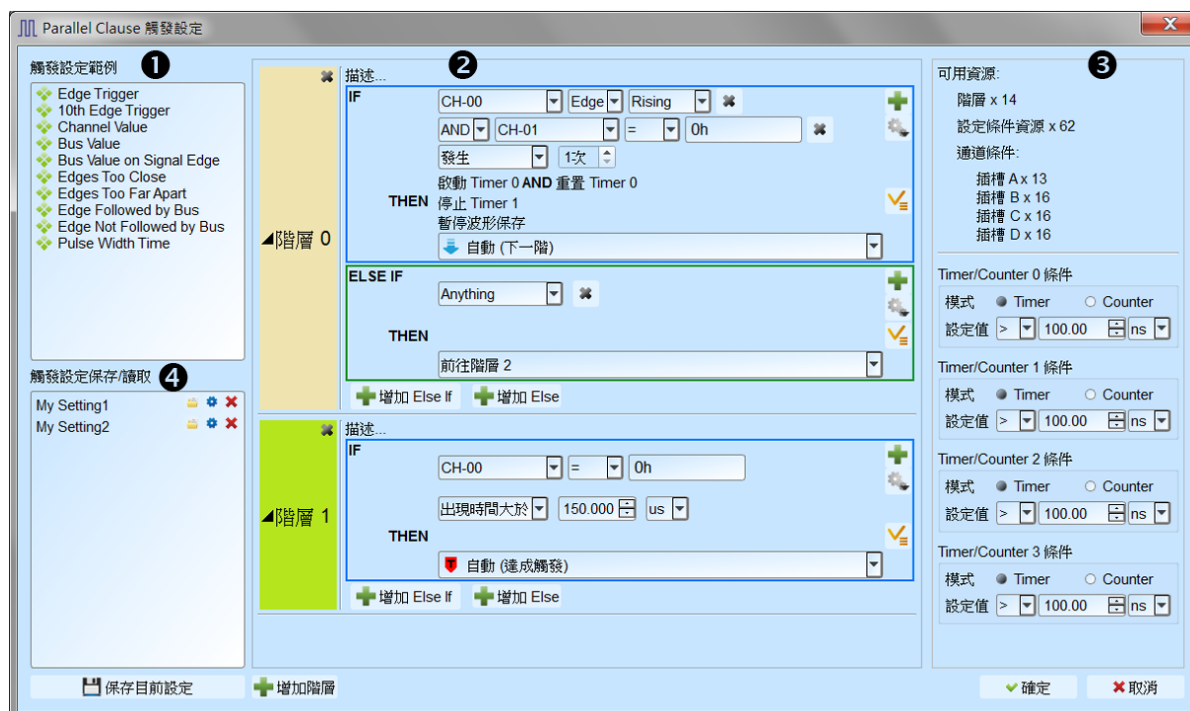 Parallel Clause 觸發設定
X
觸發設定範例 ❶
Edge Trigger
10th Edge Trigger
Channel Value
Bus Value
Bus Value on Signal Edge
Edges Too Close
Edges Too Far Apart
Edge Followed by Bus
Edge Not Followed by Bus
Pulse Width Time
觸發設定保存/讀取 ❹
My Setting1
My Setting2
保存目前設定
階層 0
描述... ❷
IF
CH-00 Edge Rising
AND CH-01 = 0h
發生 1次
啟動 Timer 0 AND 重置 Timer 0
THEN 停止 Timer 1
暫停波形保存
自動 (下一階)
ELSE IF
Anything
THEN
前往階層 2
增加 Else If 增加 Else
階層 1
描述...
IF
CH-00 = 0h
出現時間大於 150.000 us
THEN
T 自動 (達成觸發)
增加 Else If 增加 Else
增加階層
❸
可用資源:
階層 x 14
設定條件資源 x 62
通道條件:
插槽 A x 13
插槽 B x 16
插槽 C x 16
插槽 D x 16
Timer/Counter 0 條件
模式 Timer Counter
設定值 > 100.00 ns
Timer/Counter 1 條件
模式 Timer Counter
設定值 > 100.00 ns
Timer/Counter 2 條件
模式 Timer Counter
設定值 > 100.00 ns
Timer/Counter 3 條件
模式 Timer Counter
設定值 > 100.00 ns
確定 取消